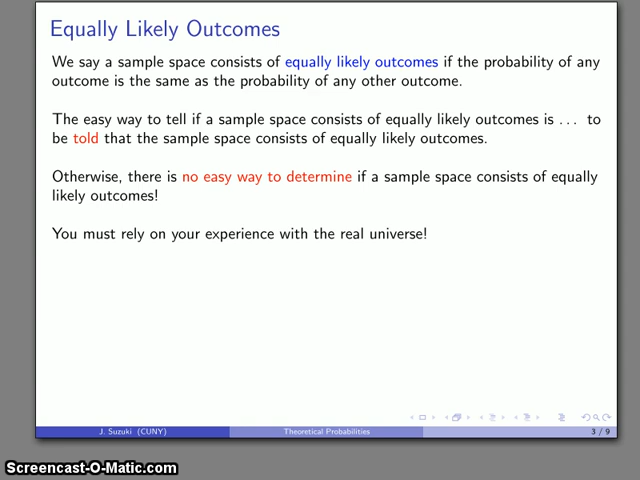 Equally Likely Outcomes
We say a sample space consists of equally likely outcomes if the probability of any
outcome is the same as the probability of any other outcome.
The easy way to tell if a sample space consists of equally likely outcomes is ... to
be told that the sample space consists of equally likely outcomes.
Otherwise, there is no easy way to determine if a sample space consists of equally
likely outcomes!
You must rely on your experience with the real universe!
J. Suzuki (CUNY) Theoretical Probabilities 3 / 9
Screencast-O-Matic.com